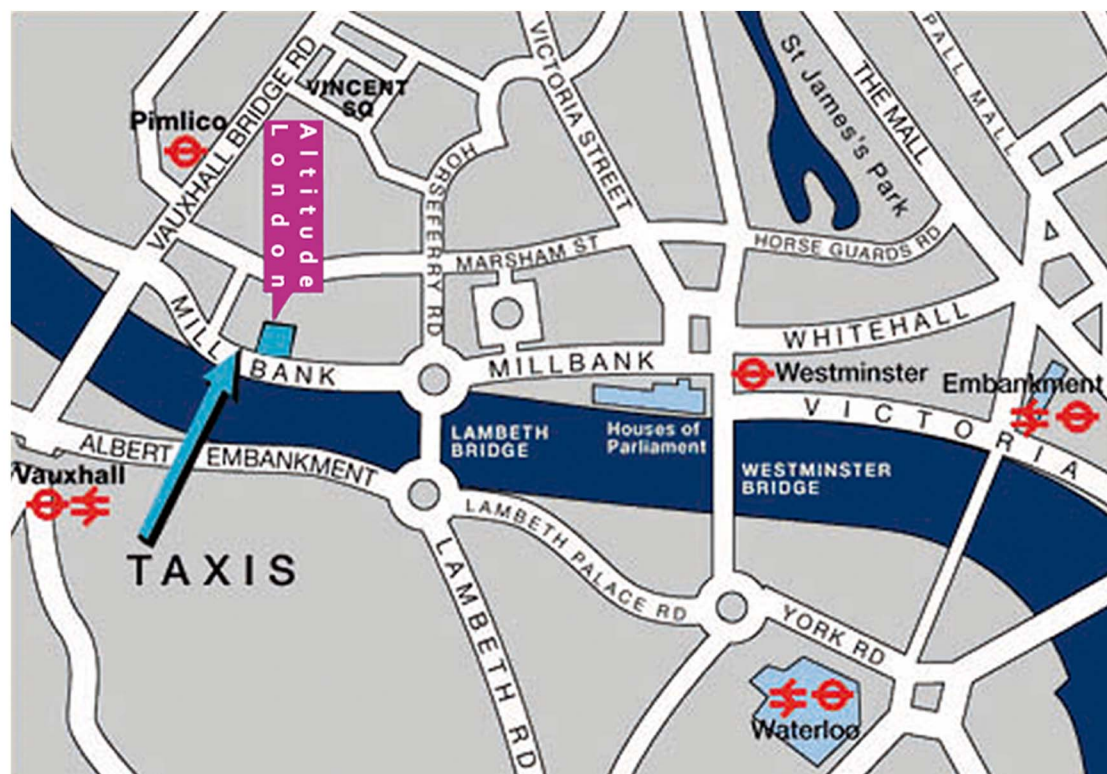 VICTORIA STREET
THE MALL
PALL MALL
VAUXHALL BRIDGE RD
VINCENT
SQ
St James's Park
Pimlico
Altitude
London
HORSEFERRY RD
MARSHAM ST
HORSE GUARDS RD
MILLBANK
MILLBANK
WHITEHALL
Westminster
Embankment
VICTORIA
Houses of
Parliament
LAMBETH
BRIDGE
WESTMINSTER
BRIDGE
ALBERT EMBANKMENT
Vauxhall
TAXIS
LAMBETH PALACE RD
LAMBETH RD
YORK RD
Waterloo